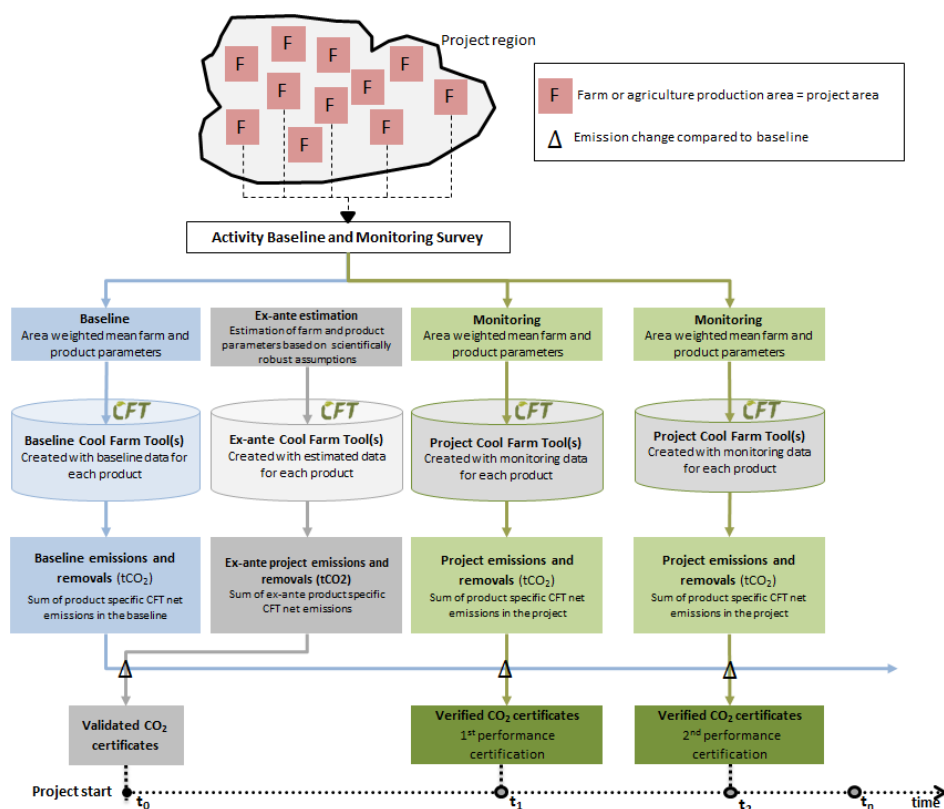 Project region
F
F
F
F
F
F
F
F
F
F
F
F
F Farm or agriculture production area = project area
Δ Emission change compared to baseline
Activity Baseline and Monitoring Survey
Baseline
Area weighted mean farm and
product parameters
Ex-ante estimation
Estimation of farm and product
parameters based on scientifically
robust assumptions
Monitoring
Area weighted mean farm
and product parameters
Monitoring
Area weighted mean farm
and product parameters
CFT
Baseline Cool Farm Tool(s)
Created with baseline data for
each product
CFT
Ex-ante Cool Farm Tool(s)
Created with estimated data
for each product
CFT
Project Cool Farm Tool(s)
Created with monitoring data
for each product
CFT
Project Cool Farm Tool(s)
Created with monitoring data
for each product
Baseline emissions and
removals (tCO₂)
Sum of product specific CFT net
emissions in the baseline
Ex-ante project emissions and
removals (tCO2)
Sum of ex-ante product specific
CFT net emissions
Project emissions and
removals (tCO₂)
Sum of product specific CFT net
emissions in the project
Project emissions and
removals (tCO₂)
Sum of product specific CFT net
emissions in the project
Δ
Δ
Δ
Validated CO₂
certificates
Verified CO₂ certificates
1st performance
certification
Verified CO₂ certificates
2nd performance
certification
Project start
t₀
t₁
t₂
tₙ
time